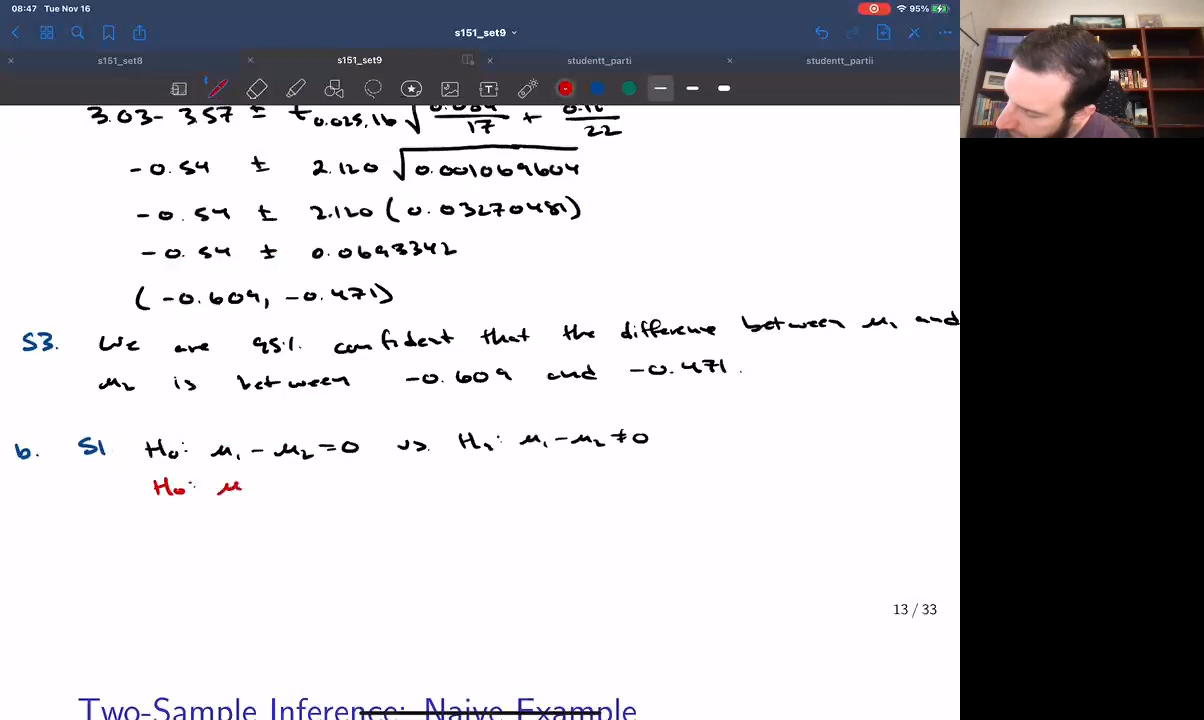 08:47 Tue Nov 16
95%
s151_set9
s151_set8
s151_set9
studentt_parti
studentt_partii
3.03 - 3.57 ± t0.025,16 √ 17 + 22
-0.54 ± 2.120 √0.001069604
-0.54 ± 2.120 (0.03270481)
-0.54 ± 0.0693342
(-0.609, -0.471)
S3. We are 95% confident that the difference between μ1 and
μ2 is between -0.609 and -0.471.
b. S1. H0: μ1 - μ2 = 0 vs. Ha: μ1 - μ2 ≠ 0
H0: μ
13 / 33
Two-Sample Inference: Naive Example